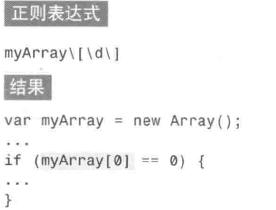 正则表达式
myArray\[\d\]
结果
var myArray = new Array();
...
if (myArray[0] == 0) {
...
}